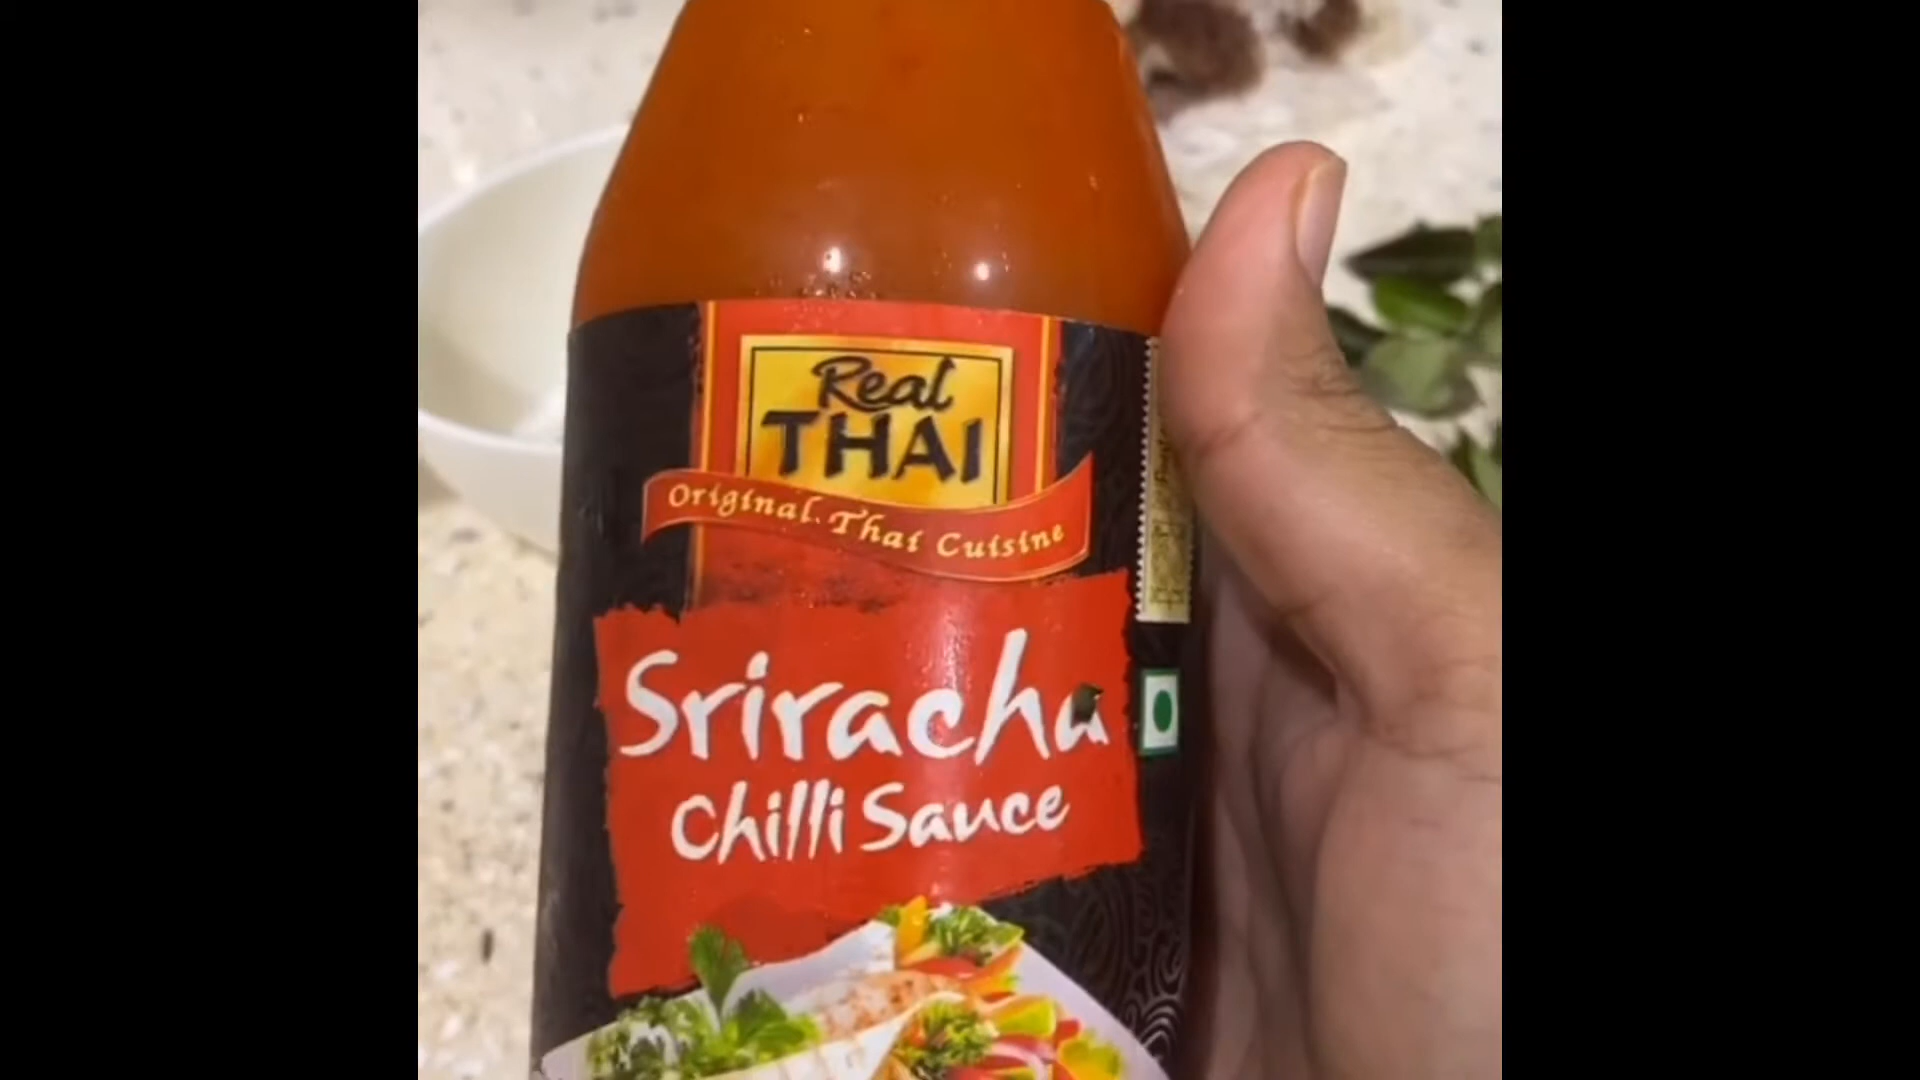 Real
THAI
Original Thai Cuisine
Sriracha
Chilli Sauce